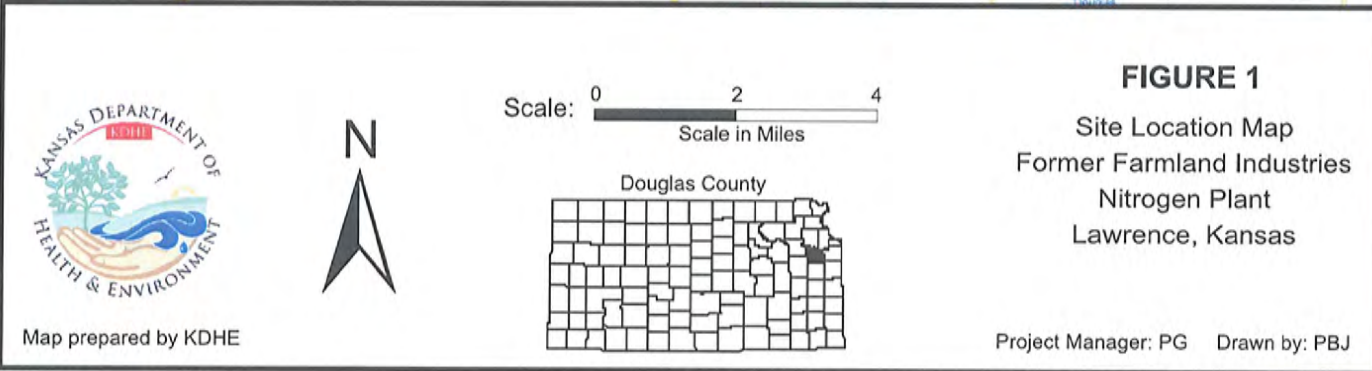 Douglas
KANSAS DEPARTMENT OF
KDHE
HEALTH & ENVIRONMENT
Map prepared by KDHE
N
Scale:
0 2 4
Scale in Miles
Douglas County
FIGURE 1
Site Location Map
Former Farmland Industries
Nitrogen Plant
Lawrence, Kansas
Project Manager: PG Drawn by: PBJ